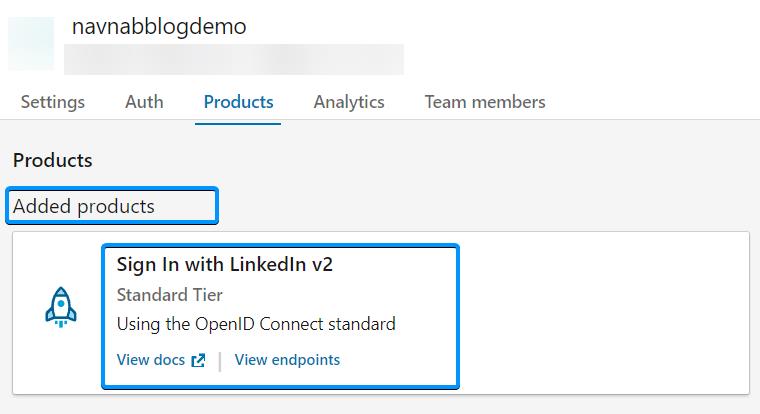 navnabblogdemo
Settings Auth Products Analytics Team members
Products
Added products
Sign In with LinkedIn v2
Standard Tier
Using the OpenID Connect standard
View docs | View endpoints